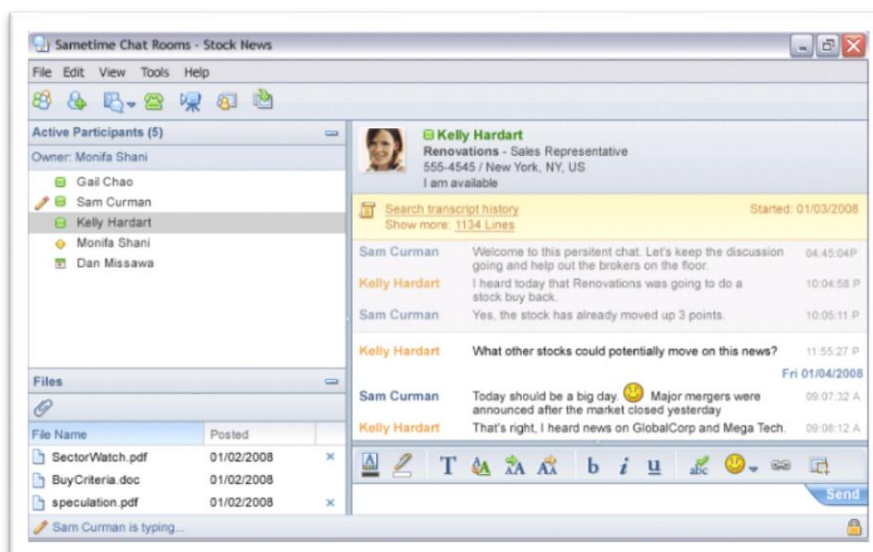 Sametime Chat Rooms - Stock News
File Edit View Tools Help
Active Participants (5)
Owner: Monifa Shani
Gail Chao
Sam Curman
Kelly Hardart
Monifa Shani
Dan Missawa
Files
File Name Posted
SectorWatch.pdf 01/02/2008
BuyCriteria.doc 01/02/2008
speculation.pdf 01/02/2008
Sam Curman is typing...
Kelly Hardart
Renovations - Sales Representative
555-4545 / New York, NY, US
I am available
Search transcript history Started: 01/03/2008
Show more: 1134 Lines
Sam Curman Welcome to this persitent chat. Let's keep the discussion 04:45:04P
going and help out the brokers on the floor.
Kelly Hardart I heard today that Renovations was going to do a 10:04:58 P
stock buy back.
Sam Curman Yes, the stock has already moved up 3 points. 10:05:11 P
Kelly Hardart What other stocks could potentially move on this news? 11:55:27 P
Fri 01/04/2008
Sam Curman Today should be a big day. Major mergers were 09:07:32 A
announced after the market closed yesterday
Kelly Hardart That's right, I heard news on GlobalCorp and Mega Tech. 09:08:12 A
A T AA AA AA b i u abc
Send